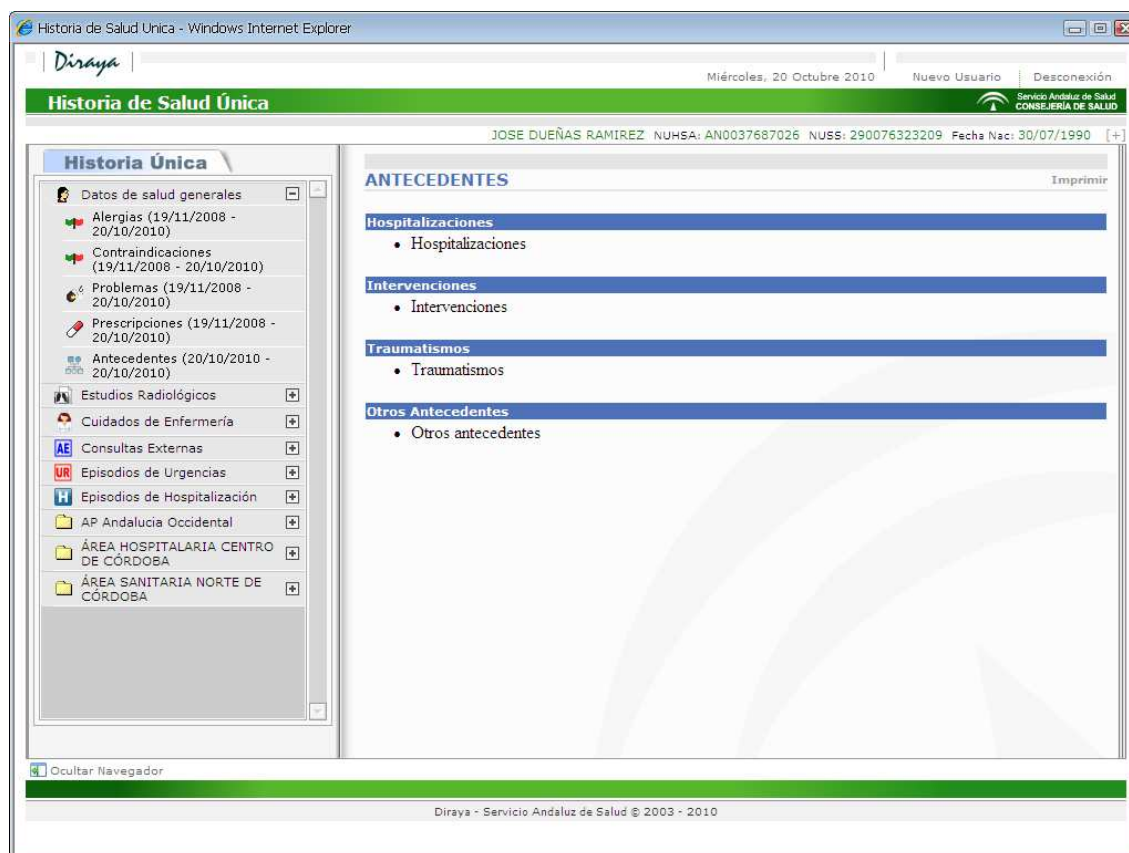 Historia de Salud Unica - Windows Internet Explorer
Diraya
Miércoles, 20 Octubre 2010
Nuevo Usuario
Desconexión
Historia de Salud Única
Servicio Andaluz de Salud
CONSEJERÍA DE SALUD
JOSE DUEÑAS RAMIREZ NUHSA: AN0037687026 NUSS: 290076323209 Fecha Nac: 30/07/1990 [+]
Historia Única
Datos de salud generales
Alergias (19/11/2008 -
20/10/2010)
Contraindicaciones
(19/11/2008 - 20/10/2010)
Problemas (19/11/2008 -
20/10/2010)
Prescripciones (19/11/2008 -
20/10/2010)
Antecedentes (20/10/2010 -
20/10/2010)
Estudios Radiológicos
Cuidados de Enfermería
AE Consultas Externas
UR Episodios de Urgencias
H Episodios de Hospitalización
AP Andalucia Occidental
ÁREA HOSPITALARIA CENTRO
DE CÓRDOBA
ÁREA SANITARIA NORTE DE
CÓRDOBA
ANTECEDENTES
Imprimir
Hospitalizaciones
• Hospitalizaciones
Intervenciones
• Intervenciones
Traumatismos
• Traumatismos
Otros Antecedentes
• Otros antecedentes
Ocultar Navegador
Diraya - Servicio Andaluz de Salud © 2003 - 2010